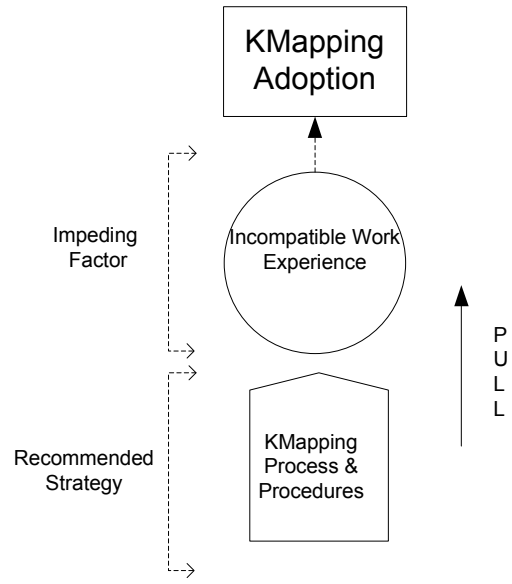 KMapping
Adoption
Impeding
Factor
Incompatible Work
Experience
P
U
L
L
Recommended
Strategy
KMapping
Process &
Procedures